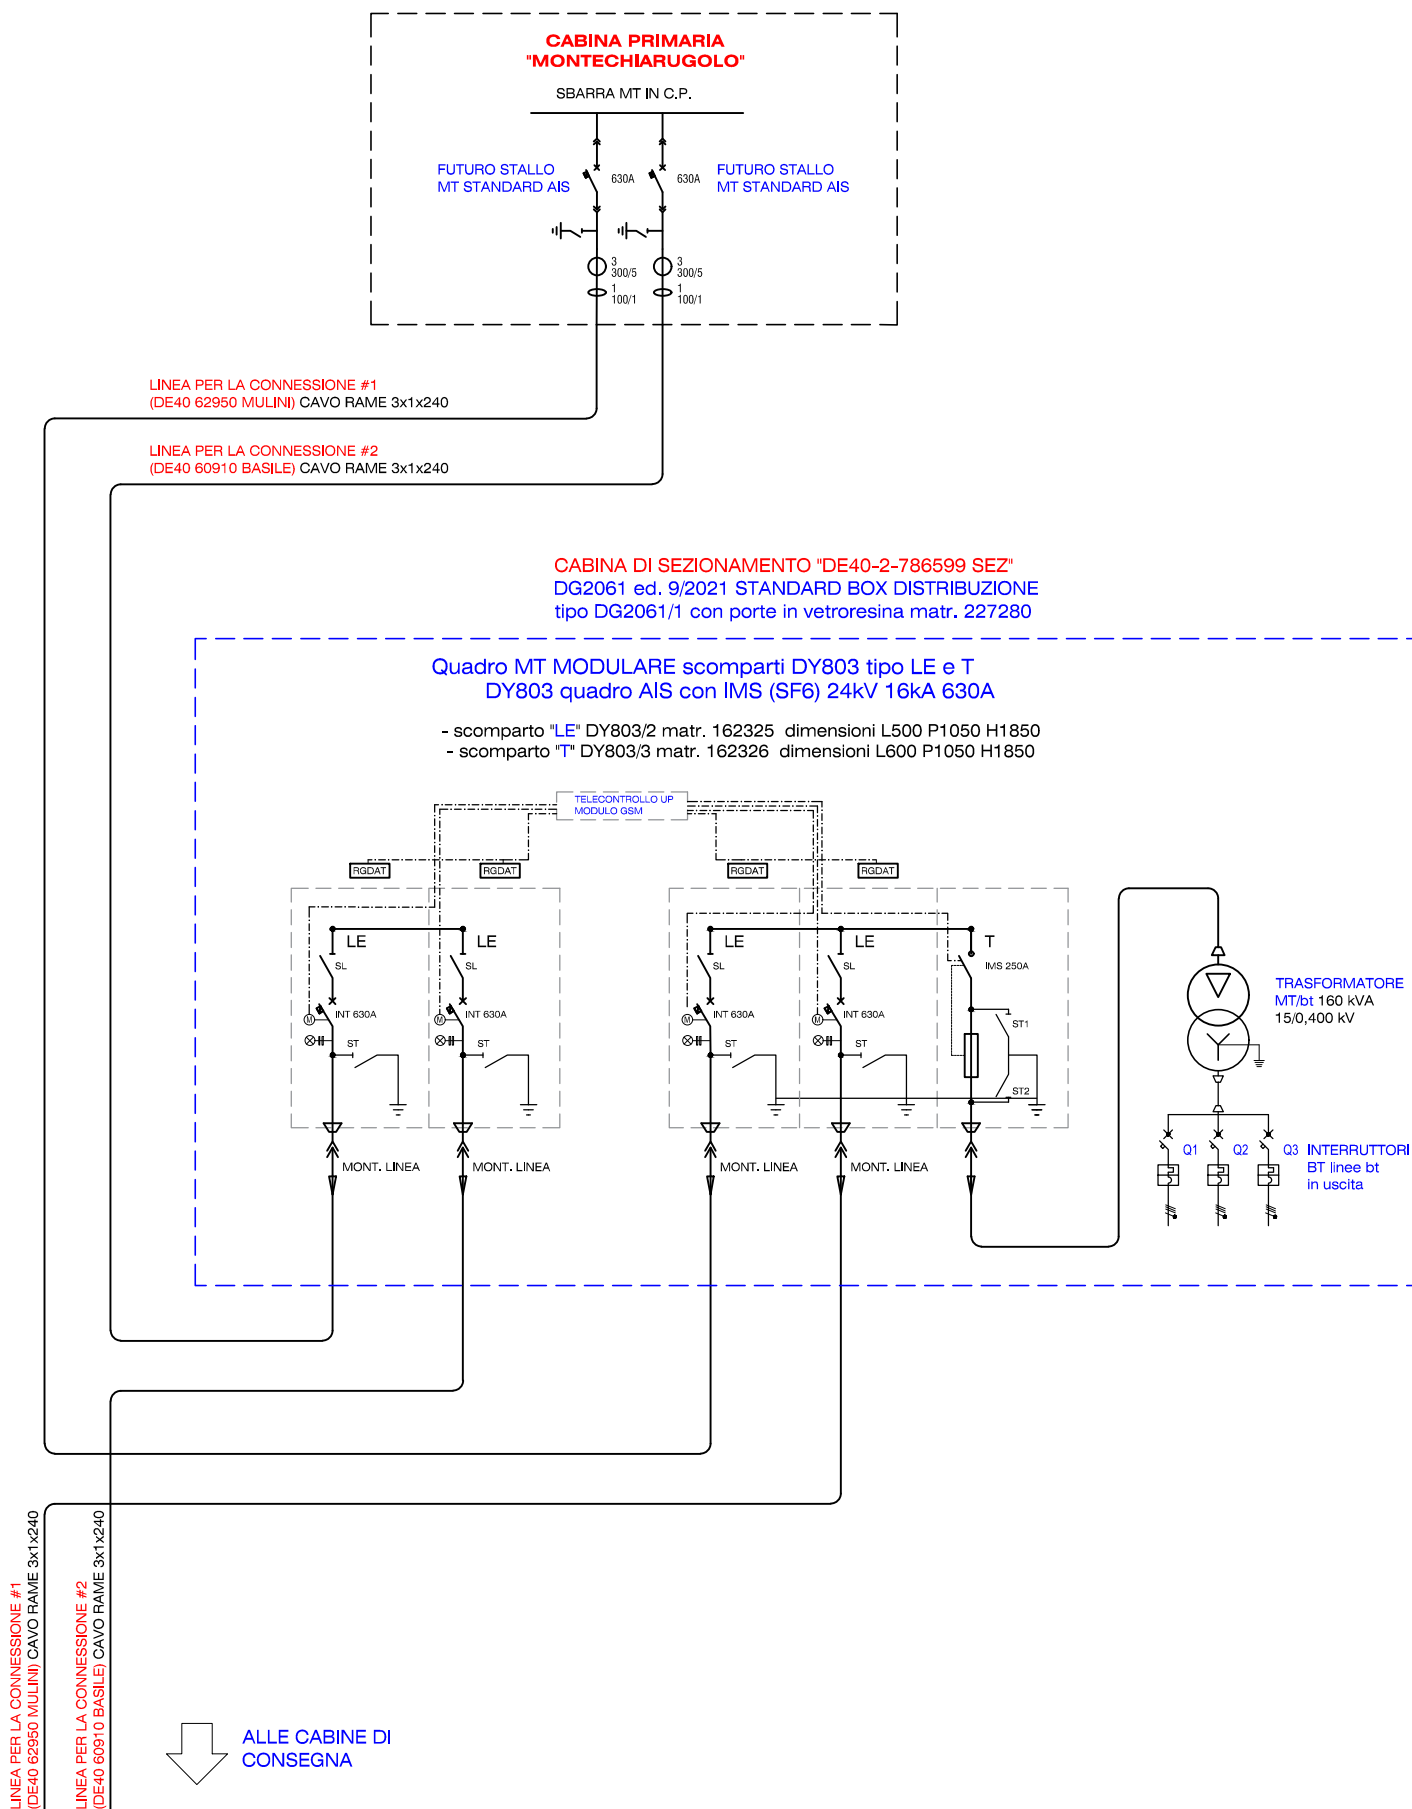 CABINA PRIMARIA
"MONTECHIARUGOLO"
SBARRA MT IN C.P.
FUTURO STALLO
MT STANDARD AIS
630A
630A
FUTURO STALLO
MT STANDARD AIS
3
300/5
1
100/1
3
300/5
1
100/1
LINEA PER LA CONNESSIONE #1
(DE40 62950 MULINI) CAVO RAME 3x1x240
LINEA PER LA CONNESSIONE #2
(DE40 60910 BASILE) CAVO RAME 3x1x240
CABINA DI SEZIONAMENTO "DE40-2-786599 SEZ"
DG2061 ed. 9/2021 STANDARD BOX DISTRIBUZIONE
tipo DG2061/1 con porte in vetroresina matr. 227280
Quadro MT MODULARE scomparti DY803 tipo LE e T
DY803 quadro AIS con IMS (SF6) 24kV 16kA 630A
- scomparto "LE" DY803/2 matr. 162325 dimensioni L500 P1050 H1850
- scomparto "T" DY803/3 matr. 162326 dimensioni L600 P1050 H1850
TELECONTROLLO UP
MODULO GSM
RGDAT
RGDAT
RGDAT
RGDAT
LE
LE
LE
LE
T
SL
SL
SL
SL
IMS 250A
INT 630A
INT 630A
INT 630A
INT 630A
M
M
M
M
ST
ST
ST
ST
ST1
ST2
MONT. LINEA
MONT. LINEA
MONT. LINEA
MONT. LINEA
TRASFORMATORE
MT/bt 160 kVA
15/0,400 kV
Q1
Q2
Q3
INTERRUTTORI
BT linee bt
in uscita
LINEA PER LA CONNESSIONE #1
(DE40 62950 MULINI) CAVO RAME 3x1x240
LINEA PER LA CONNESSIONE #2
(DE40 60910 BASILE) CAVO RAME 3x1x240
ALLE CABINE DI
CONSEGNA